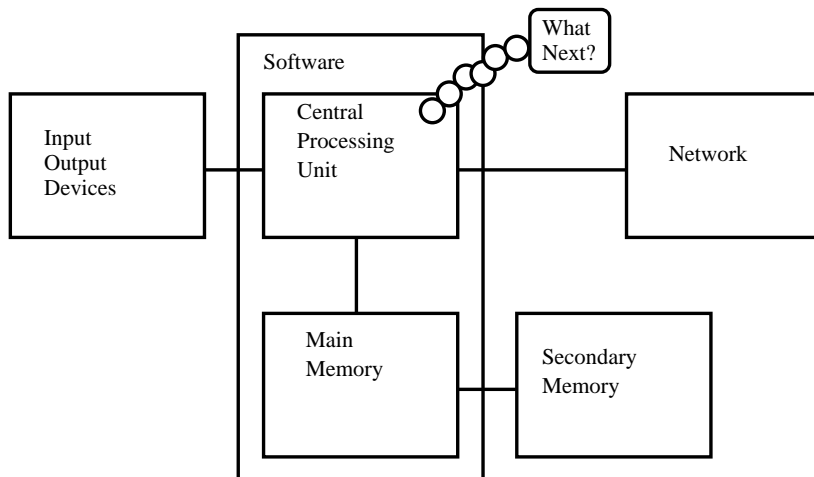 What
Next?
Software
Input
Output
Devices
Central
Processing
Unit
Network
Main
Memory
Secondary
Memory